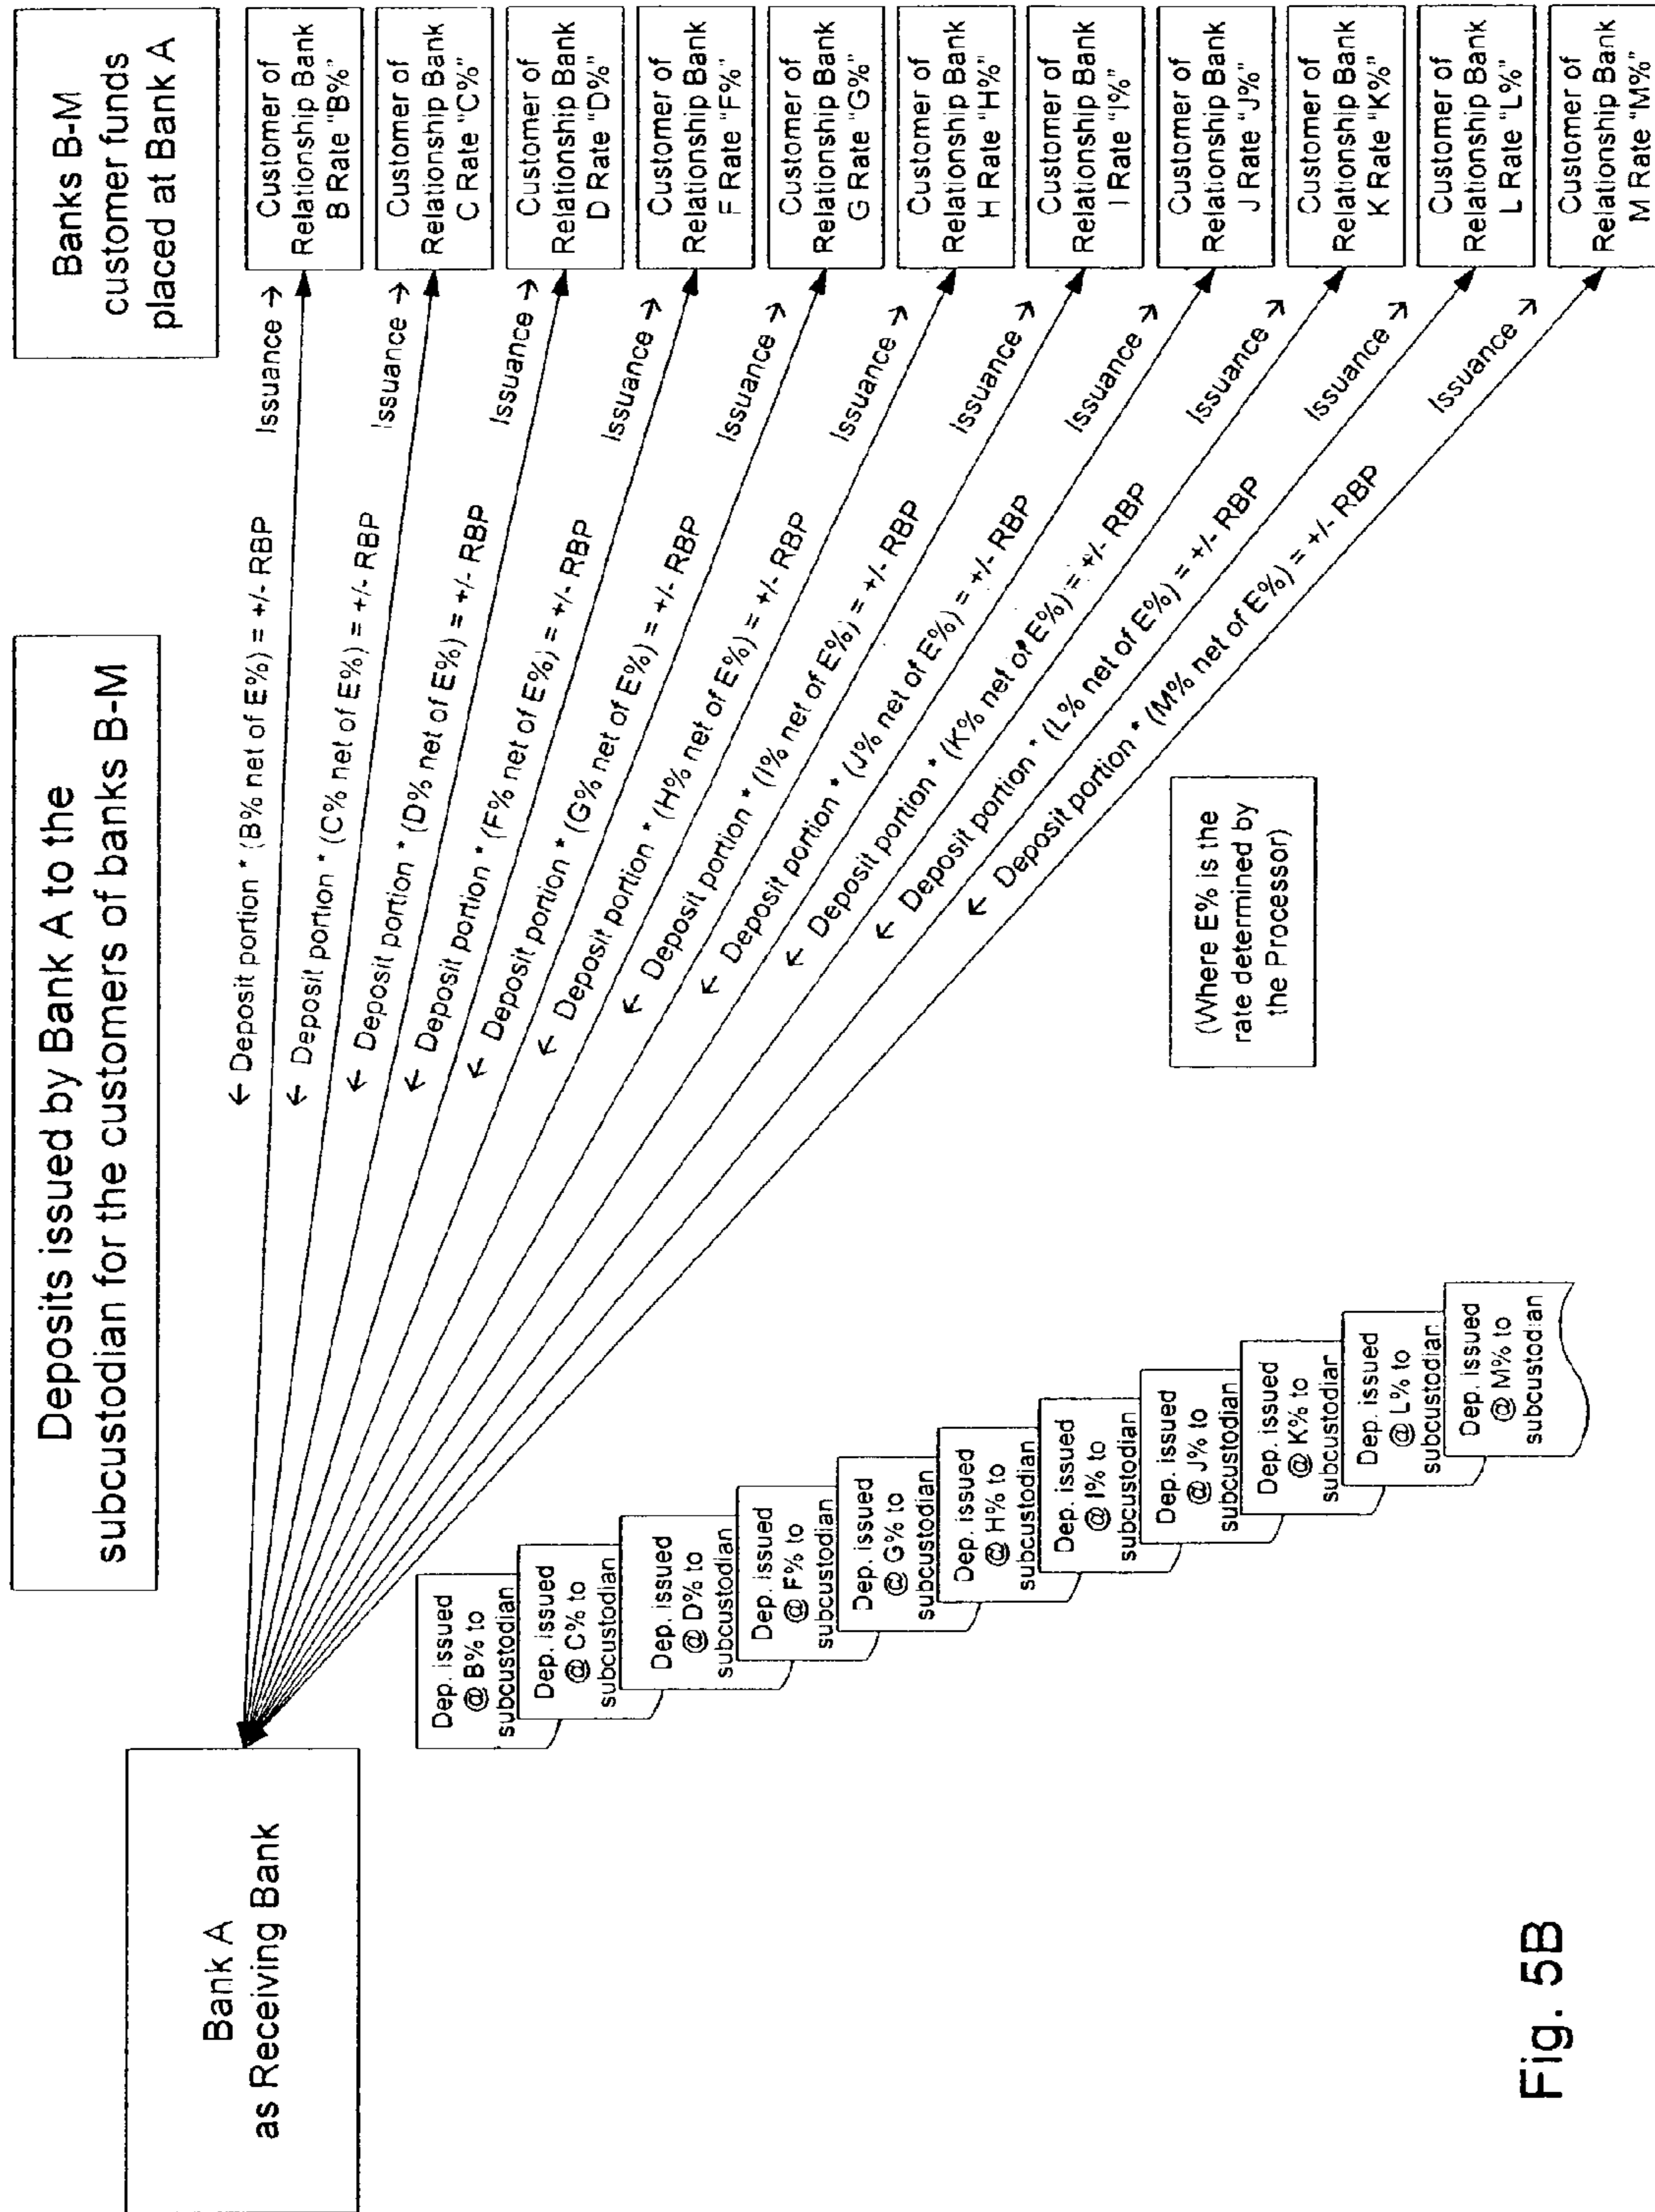 Deposits issued by Bank A to the
subcustodian for the customers of banks B-M
Banks B-M
customer funds
placed at Bank A
Bank A
as Receiving Bank
← Deposit portion * (B% net of E%) = +/- RBP
Issuance →
← Deposit portion * (C% net of E%) = +/- RBP
Issuance →
← Deposit portion * (D% net of E%) = +/- RBP
Issuance →
← Deposit portion * (F% net of E%) = +/- RBP
Issuance →
← Deposit portion * (G% net of E%) = +/- RBP
Issuance →
← Deposit portion * (H% net of E%) = +/- RBP
Issuance →
← Deposit portion * (I% net of E%) = +/- RBP
Issuance →
← Deposit portion * (J% net of E%) = +/- RBP
Issuance →
← Deposit portion * (K% net of E%) = +/- RBP
Issuance →
← Deposit portion * (L% net of E%) = +/- RBP
Issuance →
← Deposit portion * (M% net of E%) = +/- RBP
Issuance →
Customer of
Relationship Bank
B Rate "B%"
Customer of
Relationship Bank
C Rate "C%"
Customer of
Relationship Bank
D Rate "D%"
Customer of
Relationship Bank
F Rate "F%"
Customer of
Relationship Bank
G Rate "G%"
Customer of
Relationship Bank
H Rate "H%"
Customer of
Relationship Bank
I Rate "I%"
Customer of
Relationship Bank
J Rate "J%"
Customer of
Relationship Bank
K Rate "K%"
Customer of
Relationship Bank
L Rate "L%"
Customer of
Relationship Bank
M Rate "M%"
Dep. issued
@ B% to
subcustodian
Dep. issued
@ C% to
subcustodian
Dep. issued
@ D% to
subcustodian
Dep. issued
@ F% to
subcustodian
Dep. issued
@ G% to
subcustodian
Dep. issued
@ H% to
subcustodian
Dep. issued
@ I% to
subcustodian
Dep. issued
@ J% to
subcustodian
Dep. issued
@ K% to
subcustodian
Dep. issued
@ L% to
subcustodian
Dep. issued
@ M% to
subcustodian
(Where E% is the
rate determined by
the Processor)
Fig. 5B